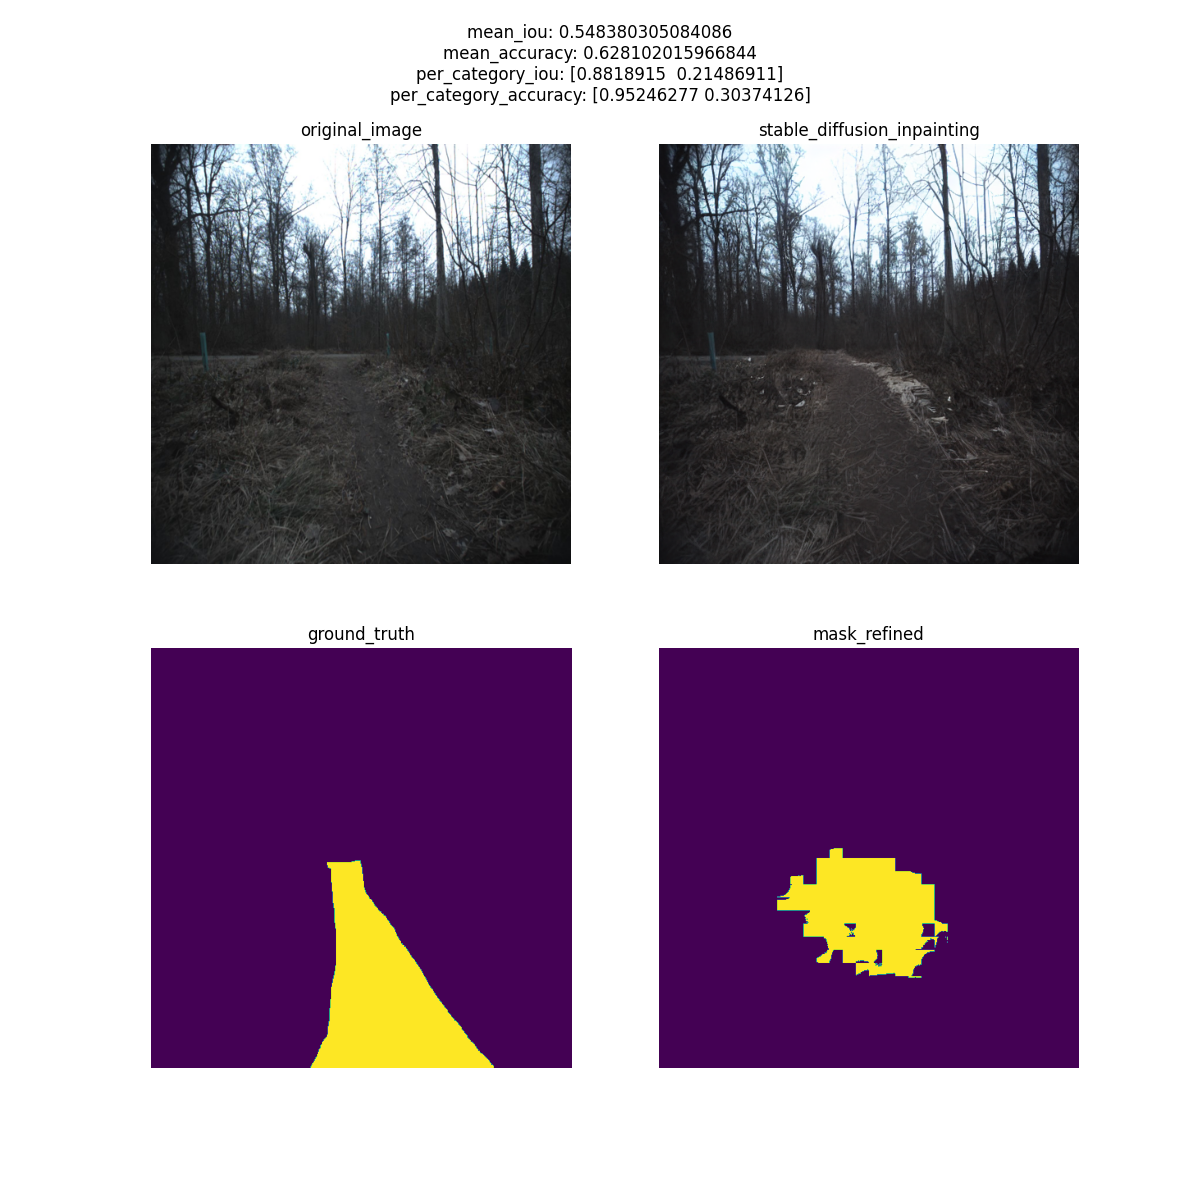 mean_iou: 0.548380305084086
mean_accuracy: 0.628102015966844
per_category_iou: [0.8818915  0.21486911]
per_category_accuracy: [0.95246277 0.30374126]
original_image
stable_diffusion_inpainting
ground_truth
mask_refined